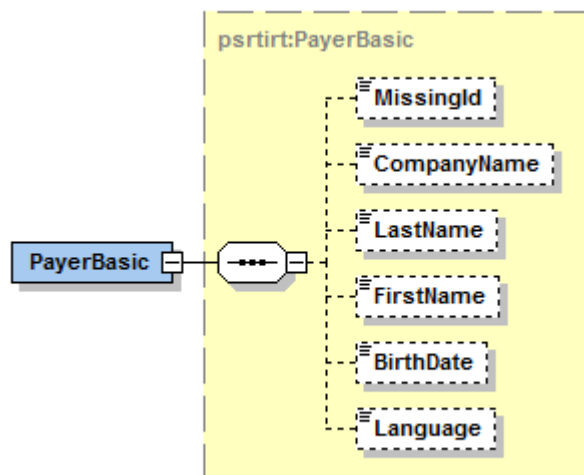 psrtirt:PayerBasic
MissingId
CompanyName
LastName
PayerBasic
FirstName
BirthDate
Language